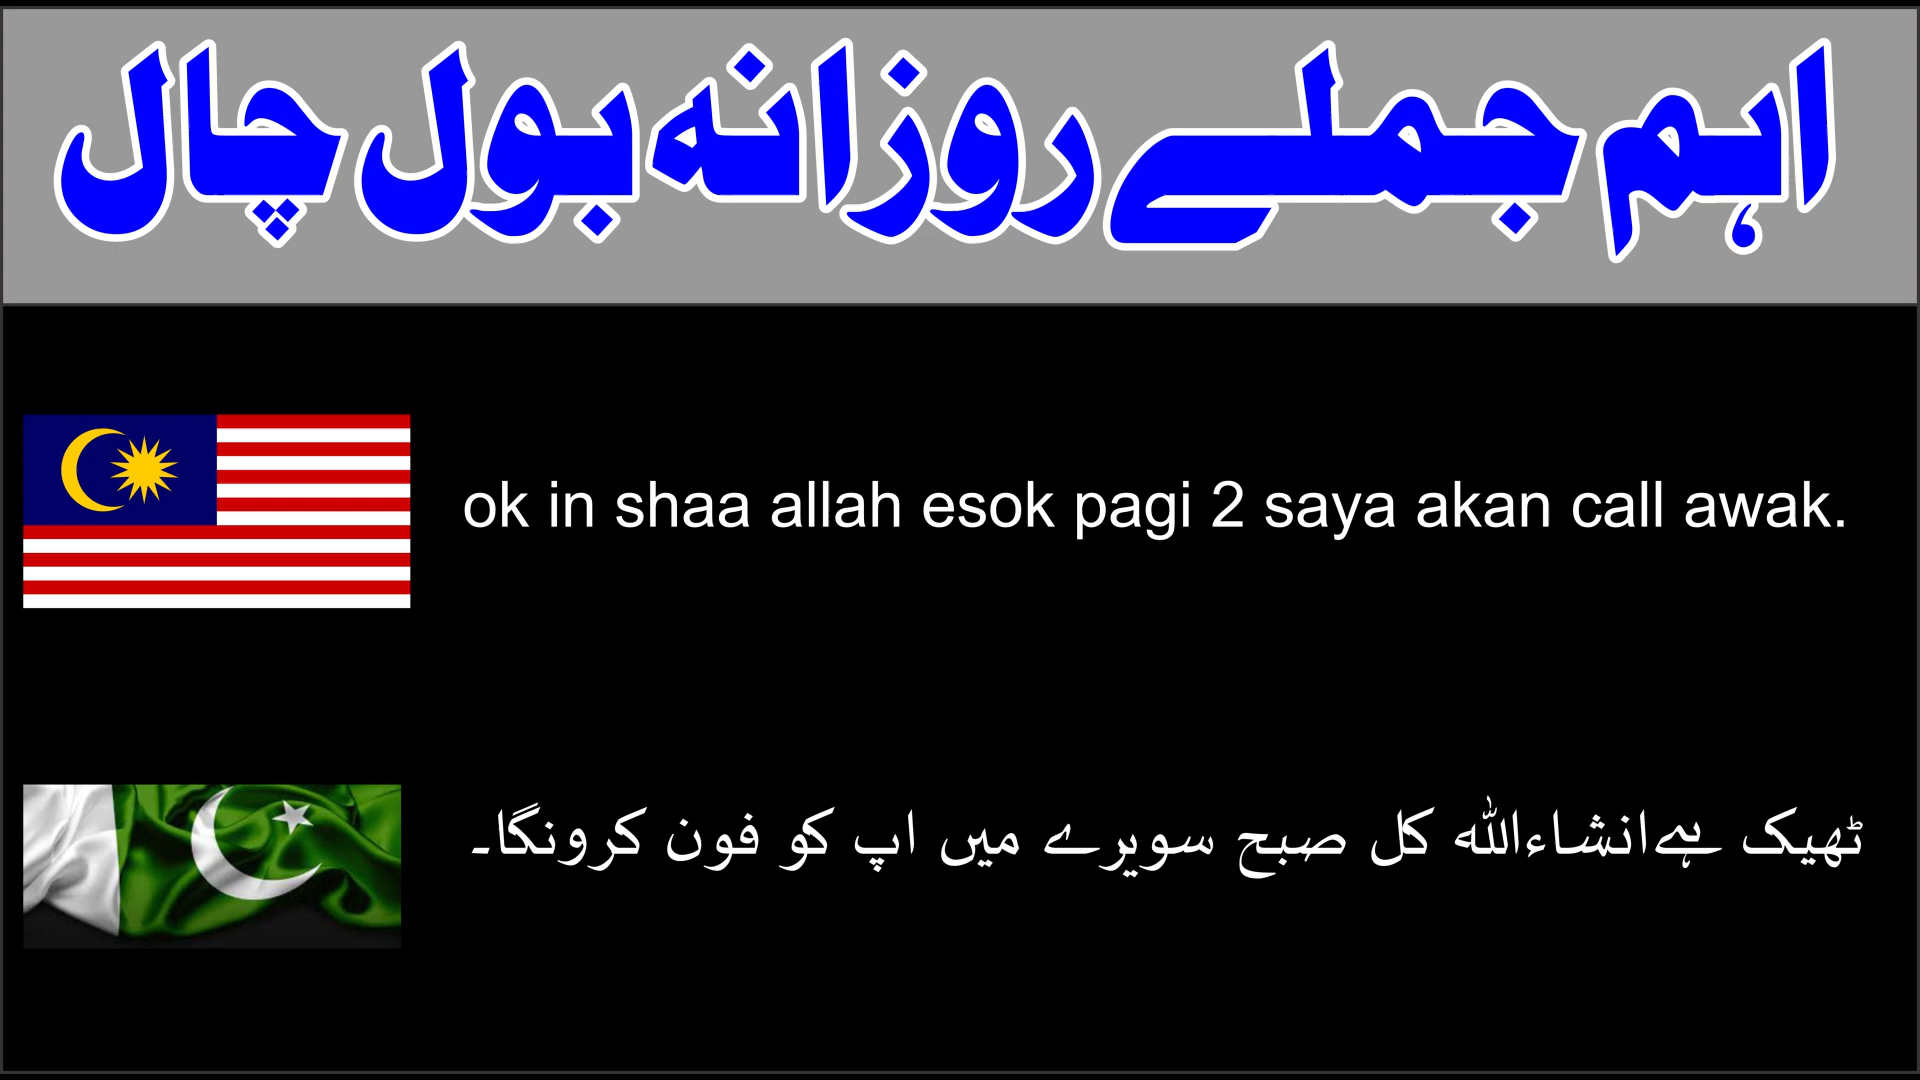 اہم جملے روزانہ بول چال
ok in shaa allah esok pagi 2 saya akan call awak.
ٹھیک ہےانشاءاللہ کل صبح سویرے میں اپ کو فون کرونگا۔